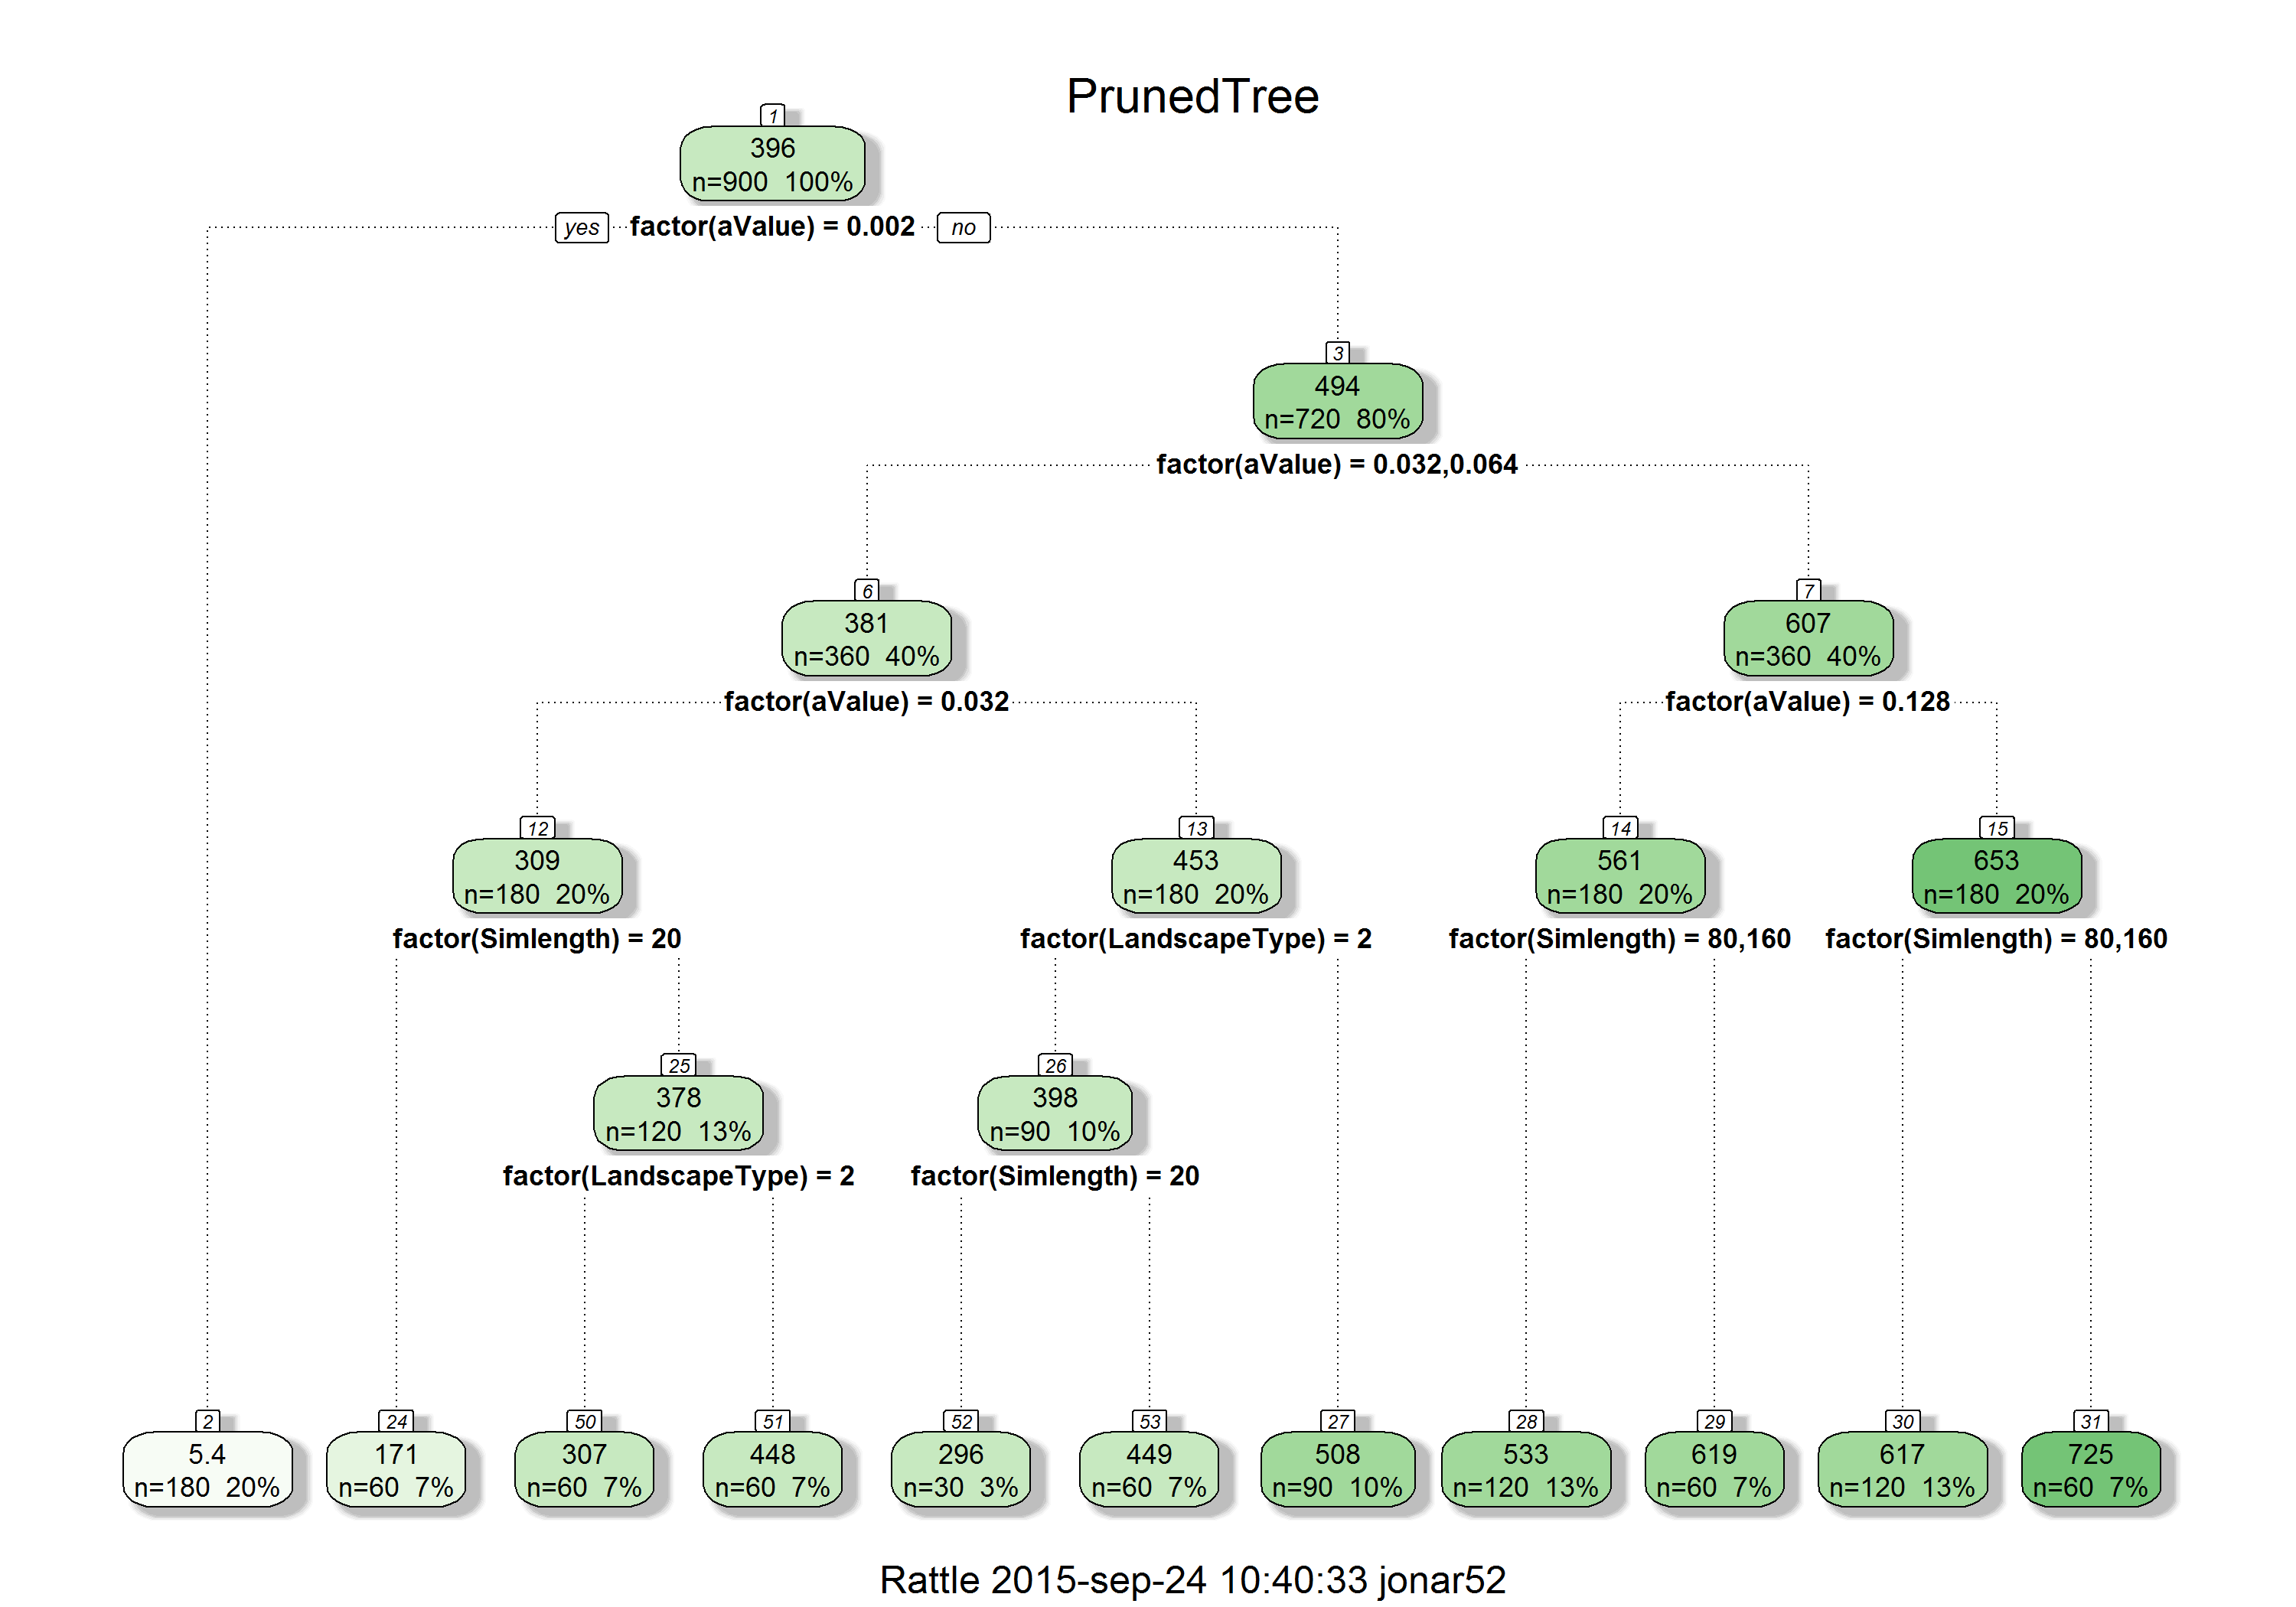 PrunedTree
1
396
n=900 100%
yes factor(aValue) = 0.002 no
3
494
n=720 80%
factor(aValue) = 0.032,0.064
6
381
n=360 40%
7
607
n=360 40%
factor(aValue) = 0.032
factor(aValue) = 0.128
12
309
n=180 20%
13
453
n=180 20%
14
561
n=180 20%
15
653
n=180 20%
factor(Simlength) = 20
factor(LandscapeType) = 2
factor(Simlength) = 80,160
factor(Simlength) = 80,160
25
378
n=120 13%
26
398
n=90 10%
factor(LandscapeType) = 2
factor(Simlength) = 20
2
5.4
n=180 20%
24
171
n=60 7%
50
307
n=60 7%
51
448
n=60 7%
52
296
n=30 3%
53
449
n=60 7%
27
508
n=90 10%
28
533
n=120 13%
29
619
n=60 7%
30
617
n=120 13%
31
725
n=60 7%
Rattle 2015-sep-24 10:40:33 jonar52